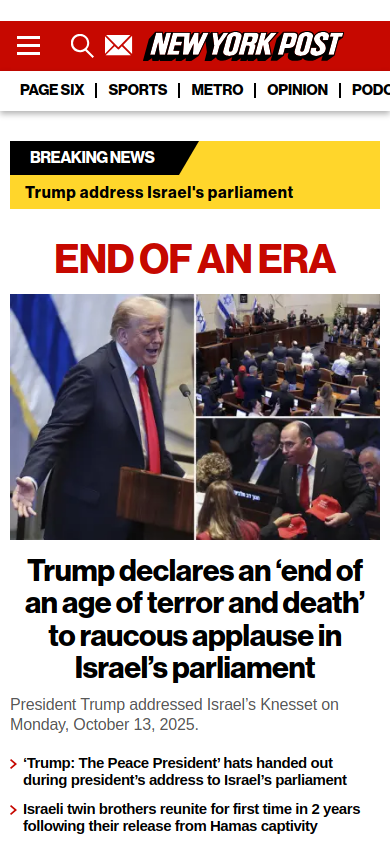 NEW YORK POST
PAGE SIX
SPORTS
METRO
OPINION
BREAKING NEWS
Trump address Israel's parliament
END OF AN ERA
Trump declares an ‘end of
an age of terror and death’
to raucous applause in
Israel’s parliament
President Trump addressed Israel’s Knesset on
Monday, October 13, 2025.
‘Trump: The Peace President’ hats handed out
during president’s address to Israel’s parliament
Israeli twin brothers reunite for first time in 2 years
following their release from Hamas captivity